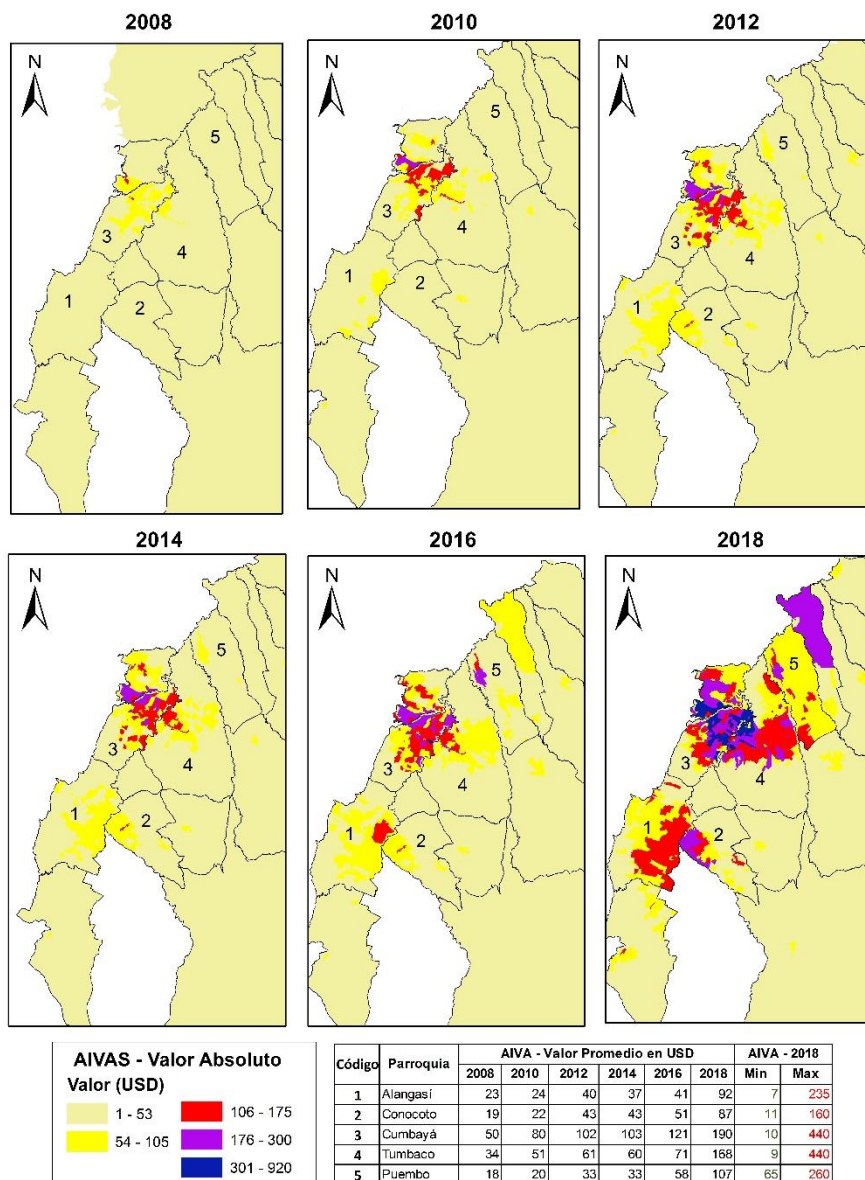 2008 2010 2012
N N N
5 5 5
3 4 3 4 3 4
1 2 1 2 1 2
2014 2016 2018
N N N
5 5 5
3 4 3 4 3 4
1 2 1 2 1 2
AIVAS - Valor Absoluto
Valor (USD)
1 - 53 106 - 175
54 - 105 176 - 300
301 - 920
Código Parroquia AIVA - Valor Promedio en USD AIVA - 2018
2008 2010 2012 2014 2016 2018 Min Max
1 Alangasí 23 24 40 37 41 92 7 235
2 Conocoto 19 22 43 43 51 87 11 160
3 Cumbayá 50 80 102 103 121 190 10 440
4 Tumbaco 34 51 61 60 71 168 9 440
5 Puembo 18 20 33 33 58 107 65 260